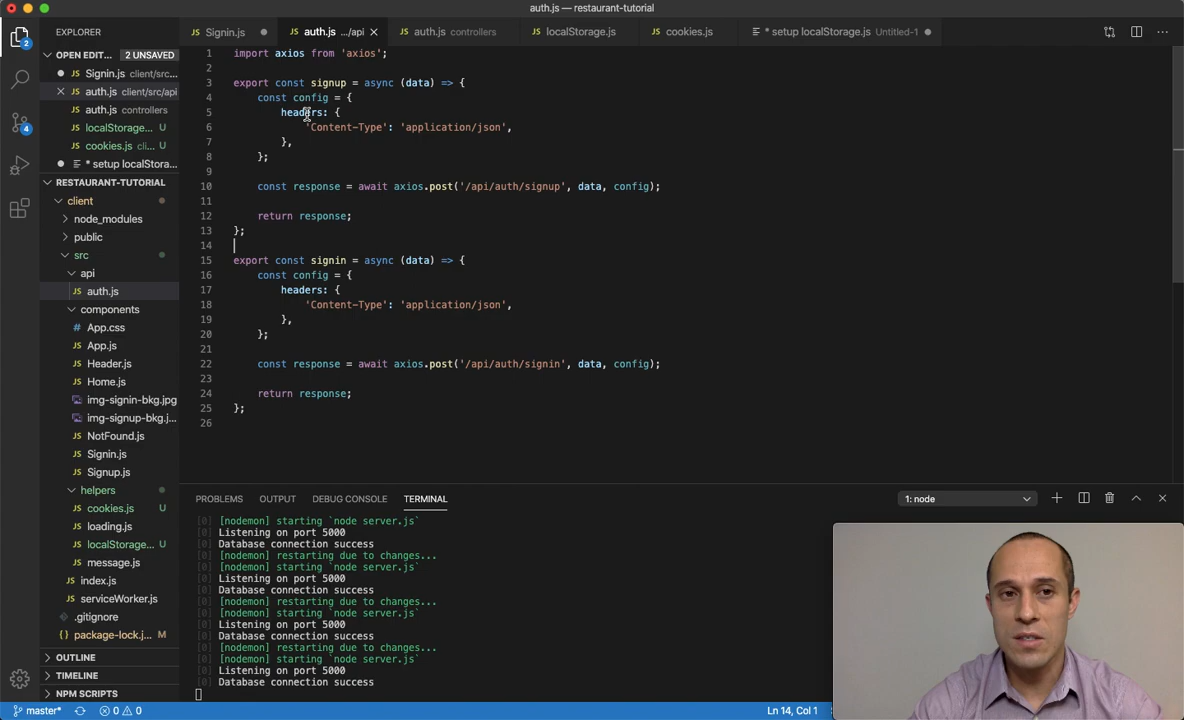 auth.js — restaurant-tutorial
EXPLORER
Signin.js
auth.js .../api
auth.js controllers
localStorage.js
cookies.js
* setup localStorage.js Untitled-1
OPEN EDIT... 2 UNSAVED
Signin.js client/src...
auth.js client/src/api
auth.js controllers
localStorage... U
cookies.js cli... U
* setup localStora...
RESTAURANT-TUTORIAL
client
node_modules
public
src
api
auth.js
components
App.css
App.js
Header.js
Home.js
img-signin-bkg.jpg
img-signup-bkg.j...
NotFound.js
Signin.js
Signup.js
helpers
cookies.js U
loading.js
localStorage... U
message.js
index.js
serviceWorker.js
.gitignore
package-lock.j... M
OUTLINE
TIMELINE
NPM SCRIPTS
2
4
1 import axios from 'axios';
2
3 export const signup = async (data) => {
4 const config = {
5 headers: {
6 'Content-Type': 'application/json',
7 },
8 };
9
10 const response = await axios.post('/api/auth/signup', data, config);
11
12 return response;
13 };
14
15 export const signin = async (data) => {
16 const config = {
17 headers: {
18 'Content-Type': 'application/json',
19 },
20 };
21
22 const response = await axios.post('/api/auth/signin', data, config);
23
24 return response;
25 };
26
PROBLEMS OUTPUT DEBUG CONSOLE TERMINAL
1: node
[0] [nodemon] starting `node server.js`
[0] Listening on port 5000
[0] Database connection success
[0] [nodemon] restarting due to changes...
[0] [nodemon] starting `node server.js`
[0] Listening on port 5000
[0] Database connection success
[0] [nodemon] restarting due to changes...
[0] [nodemon] starting `node server.js`
[0] Listening on port 5000
[0] Database connection success
[0] [nodemon] restarting due to changes...
[0] [nodemon] starting `node server.js`
[0] Listening on port 5000
[0] Database connection success
master*
0 0
Ln 14, Col 1